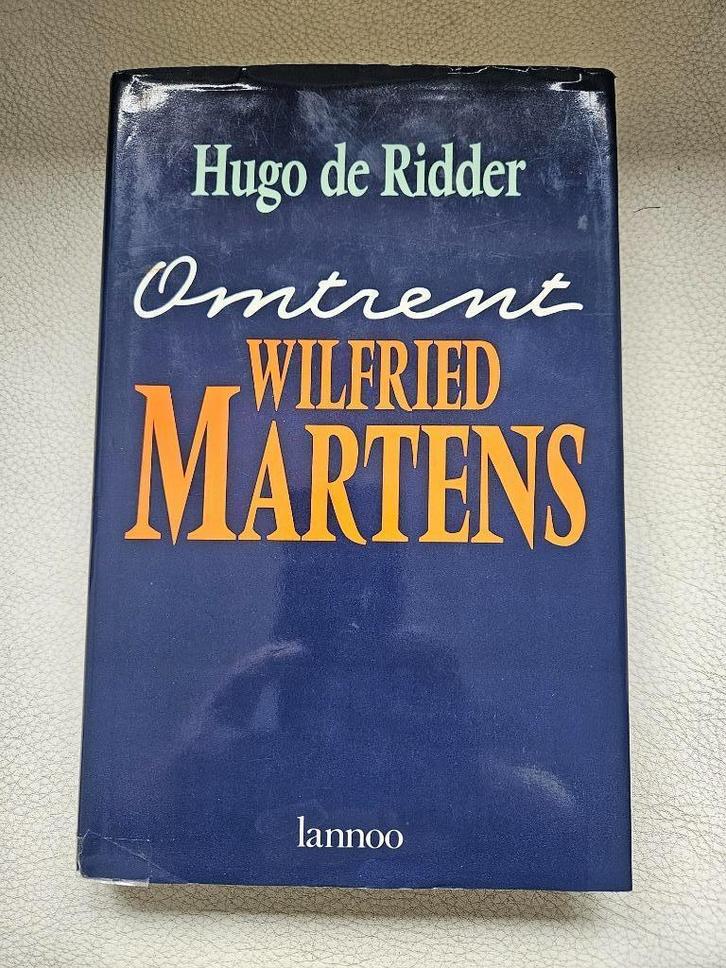 Hugo de Ridder
Omtrent
WILFRIED
MARTENS
lannoo